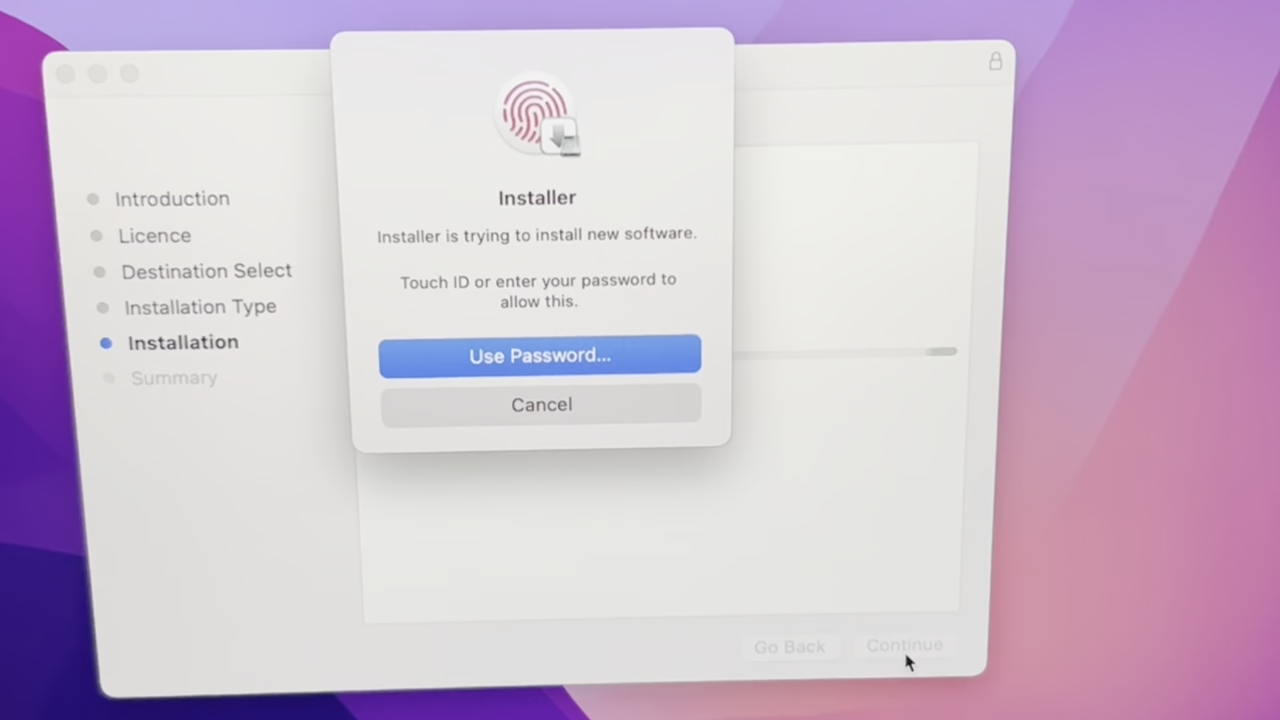 Installer
Installer is trying to install new software.
Touch ID or enter your password to
allow this.
Use Password...
Cancel
Introduction
Licence
Destination Select
Installation Type
Installation
Summary
Go Back
Continue